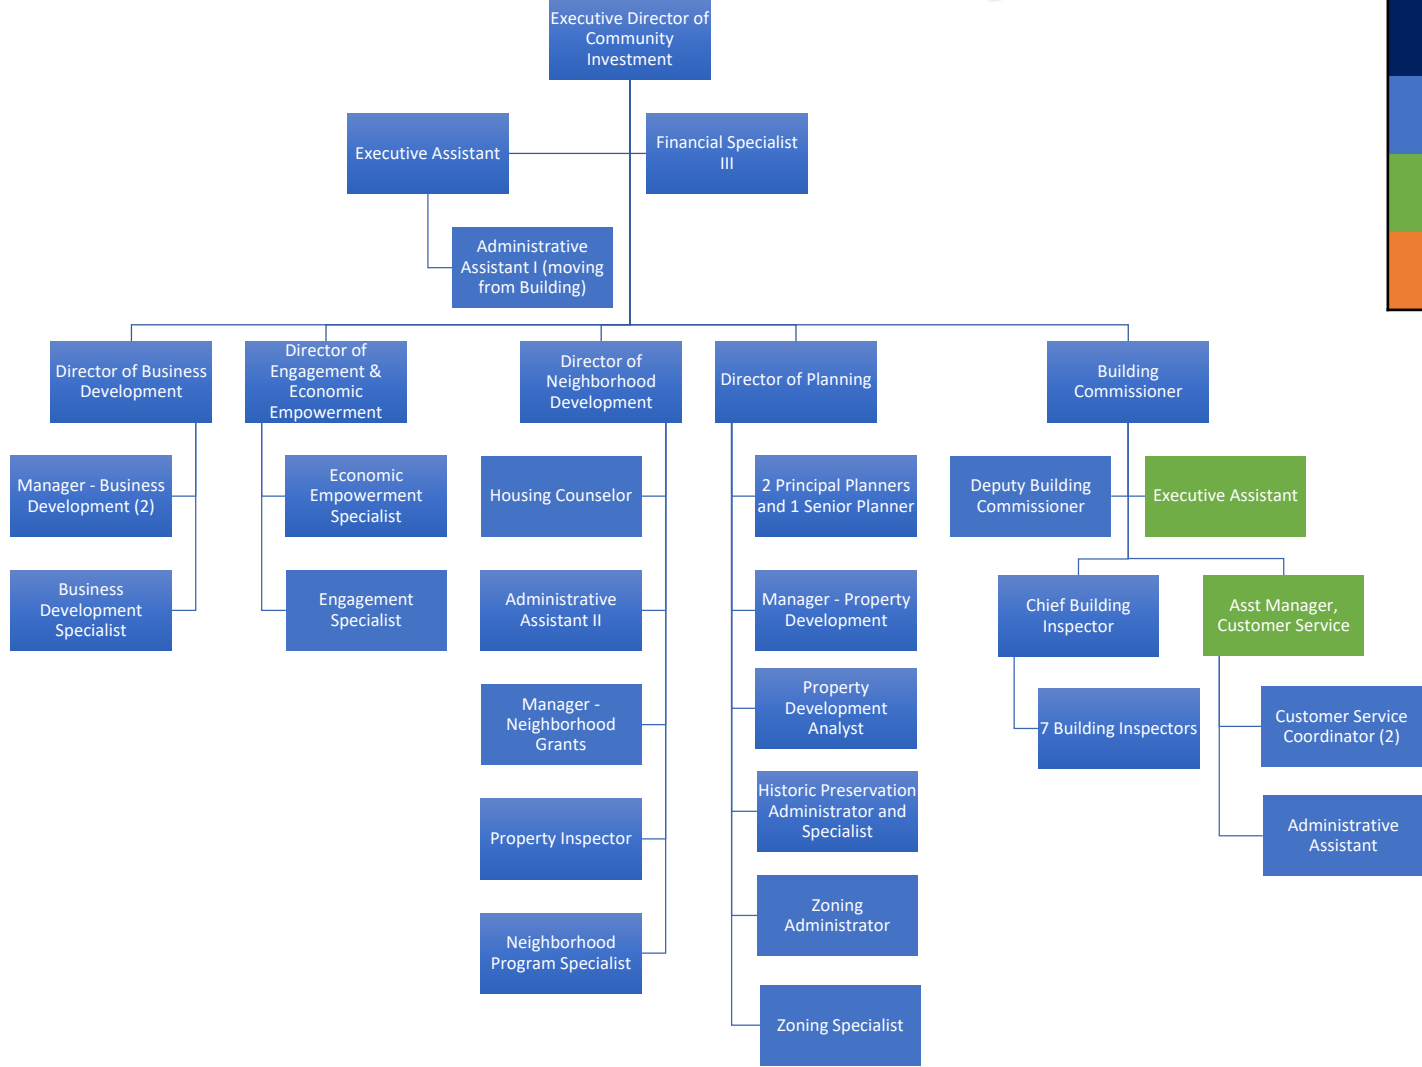 Executive Director of
Community
Investment
Executive Assistant
Financial Specialist
III
Administrative
Assistant I (moving
from Building)
Director of Business
Development
Director of
Engagement &
Economic
Empowerment
Director of
Neighborhood
Development
Director of Planning
Building
Commissioner
Manager - Business
Development (2)
Economic
Empowerment
Specialist
Housing Counselor
2 Principal Planners
and 1 Senior Planner
Deputy Building
Commissioner
Executive Assistant
Business
Development
Specialist
Engagement
Specialist
Administrative
Assistant II
Manager - Property
Development
Chief Building
Inspector
Asst Manager,
Customer Service
Manager -
Neighborhood
Grants
Property
Development
Analyst
7 Building Inspectors
Customer Service
Coordinator (2)
Property Inspector
Historic Preservation
Administrator and
Specialist
Administrative
Assistant
Neighborhood
Program Specialist
Zoning
Administrator
Zoning Specialist